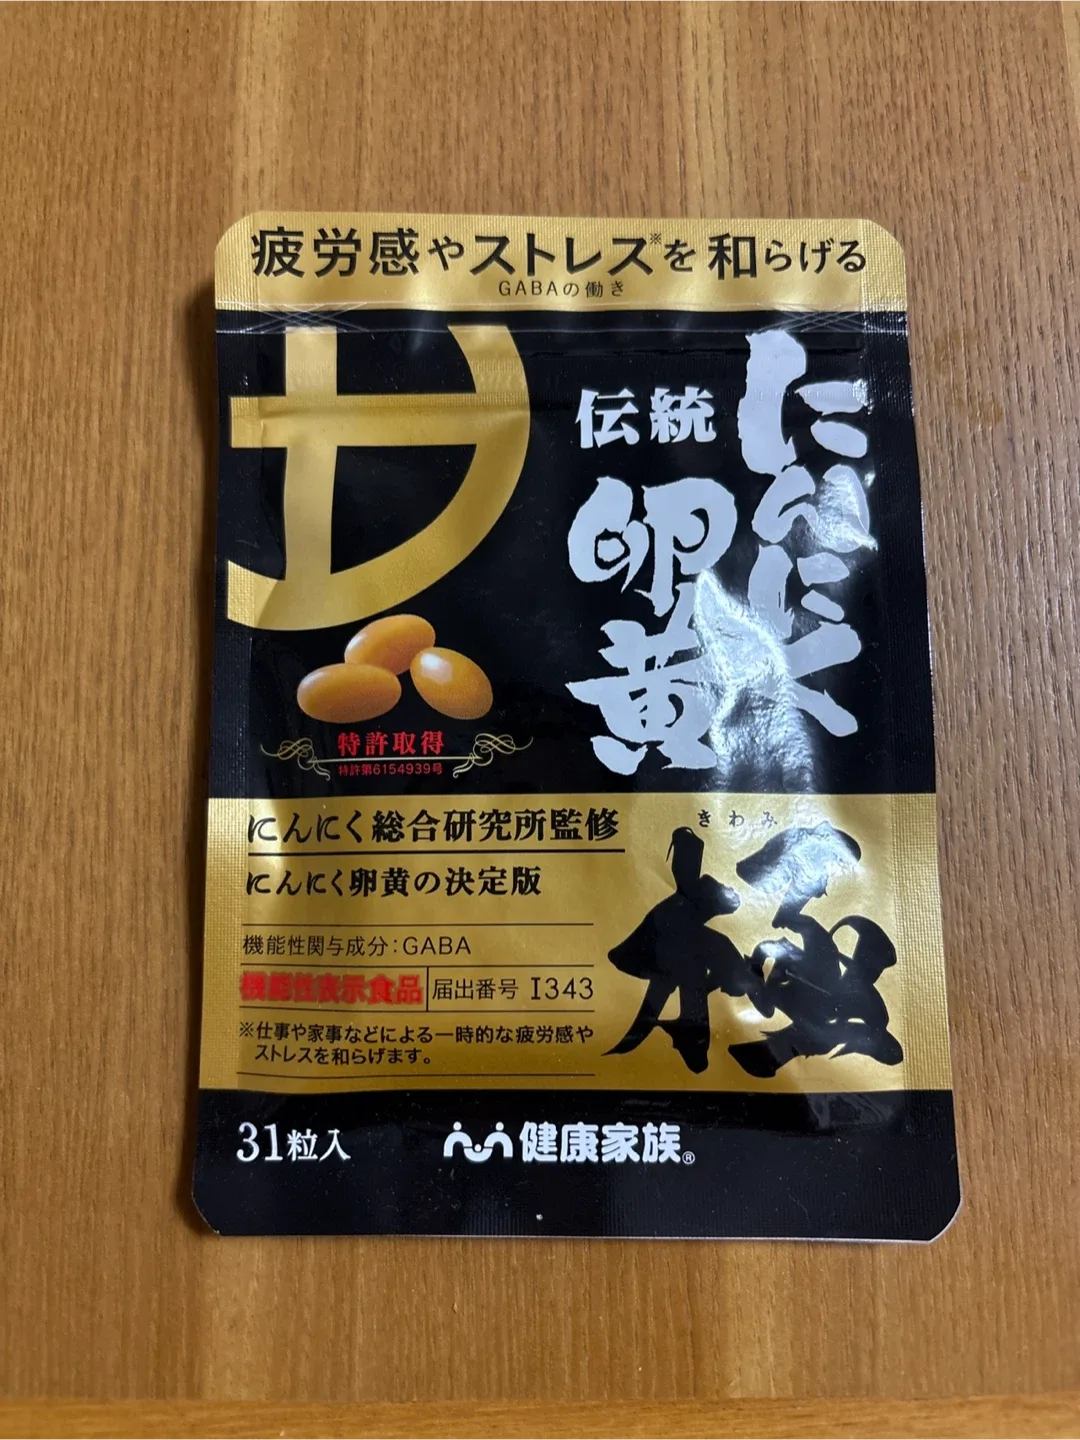 疲労感やストレス※を和らげる
GABAの働き
伝統
にんにく
卵黄
特許取得
特許第6154939号
にんにく総合研究所監修
にんにく卵黄の決定版
きわみ
極
機能性関与成分:GABA
機能性表示食品 届出番号 I343
※仕事や家事などによる一時的な疲労感や
ストレスを和らげます。
31粒入
健康家族®